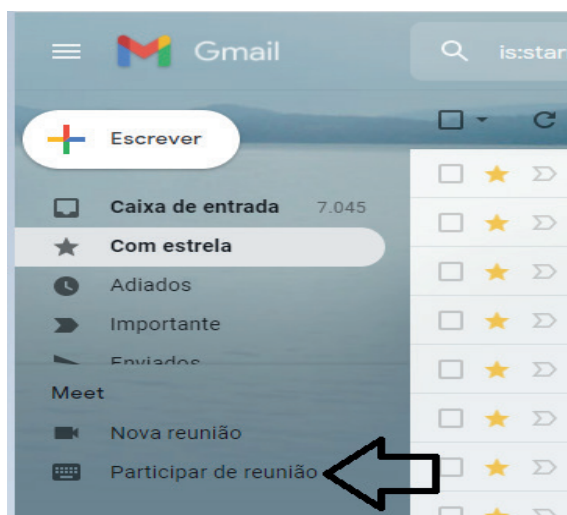 Gmail
is:star
Escrever
Caixa de entrada 7.045
Com estrela
Adiados
Importante
Enviados
Meet
Nova reunião
Participar de reunião